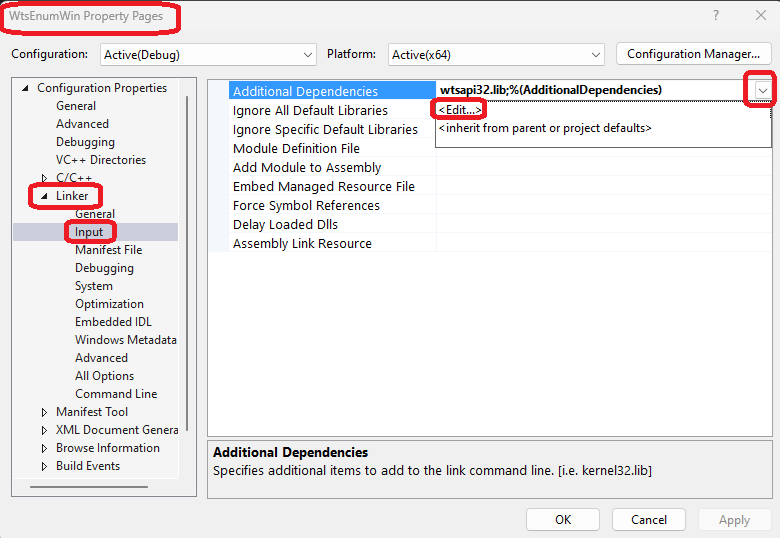 WtsEnumWin Property Pages
?
Configuration: Active(Debug) Platform: Active(x64) Configuration Manager...
Configuration Properties
General
Advanced
Debugging
VC++ Directories
C/C++
Linker
General
Input
Manifest File
Debugging
System
Optimization
Embedded IDL
Windows Metadata
Advanced
All Options
Command Line
Manifest Tool
XML Document Genera
Browse Information
Build Events
Additional Dependencies wtsapi32.lib;%(AdditionalDependencies)
Ignore All Default Libraries <Edit...>
Ignore Specific Default Libraries <inherit from parent or project defaults>
Module Definition File
Add Module to Assembly
Embed Managed Resource File
Force Symbol References
Delay Loaded Dlls
Assembly Link Resource
Additional Dependencies
Specifies additional items to add to the link command line. [i.e. kernel32.lib]
OK Cancel Apply